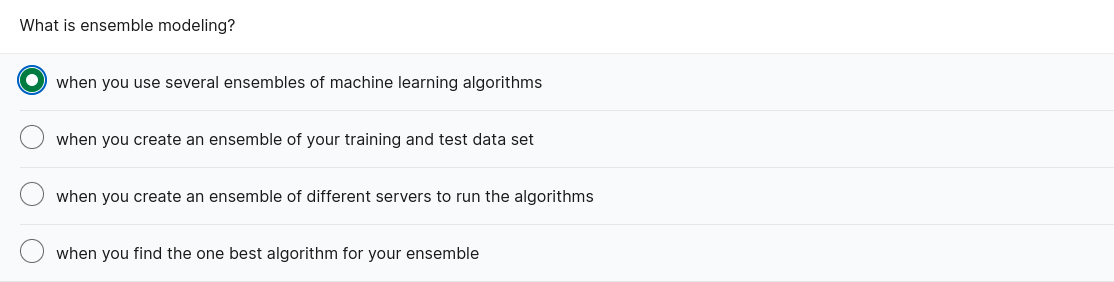 What is ensemble modeling?
when you use several ensembles of machine learning algorithms
when you create an ensemble of your training and test data set
when you create an ensemble of different servers to run the algorithms
when you find the one best algorithm for your ensemble